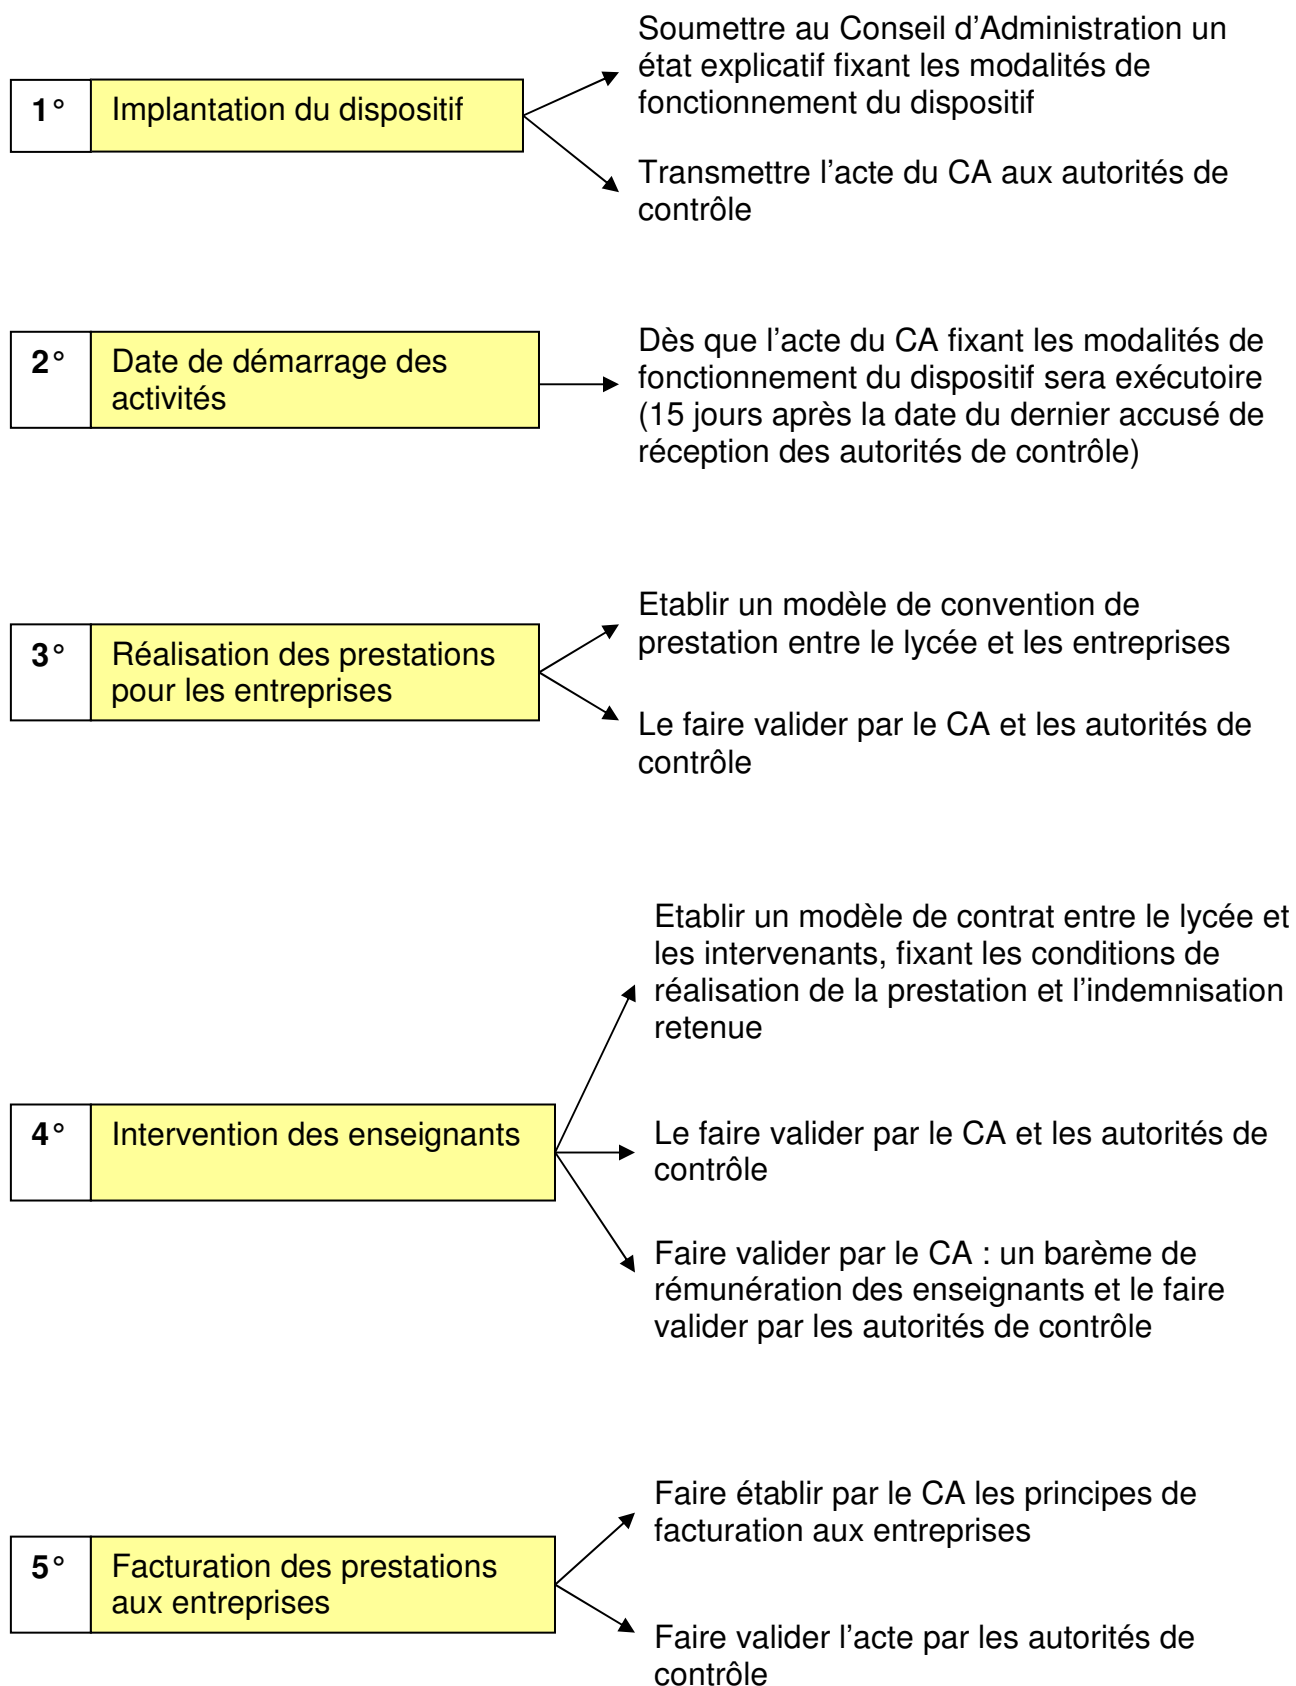 Soumettre au Conseil d’Administration un
état explicatif fixant les modalités de
fonctionnement du dispositif
1° Implantation du dispositif
Transmettre l’acte du CA aux autorités de
contrôle
2° Date de démarrage des
activités
Dès que l’acte du CA fixant les modalités de
fonctionnement du dispositif sera exécutoire
(15 jours après la date du dernier accusé de
réception des autorités de contrôle)
Etablir un modèle de convention de
prestation entre le lycée et les entreprises
3° Réalisation des prestations
pour les entreprises
Le faire valider par le CA et les autorités de
contrôle
Etablir un modèle de contrat entre le lycée et
les intervenants, fixant les conditions de
réalisation de la prestation et l’indemnisation
retenue
4° Intervention des enseignants
Le faire valider par le CA et les autorités de
contrôle
Faire valider par le CA : un barème de
rémunération des enseignants et le faire
valider par les autorités de contrôle
Faire établir par le CA les principes de
facturation aux entreprises
5° Facturation des prestations
aux entreprises
Faire valider l’acte par les autorités de
contrôle